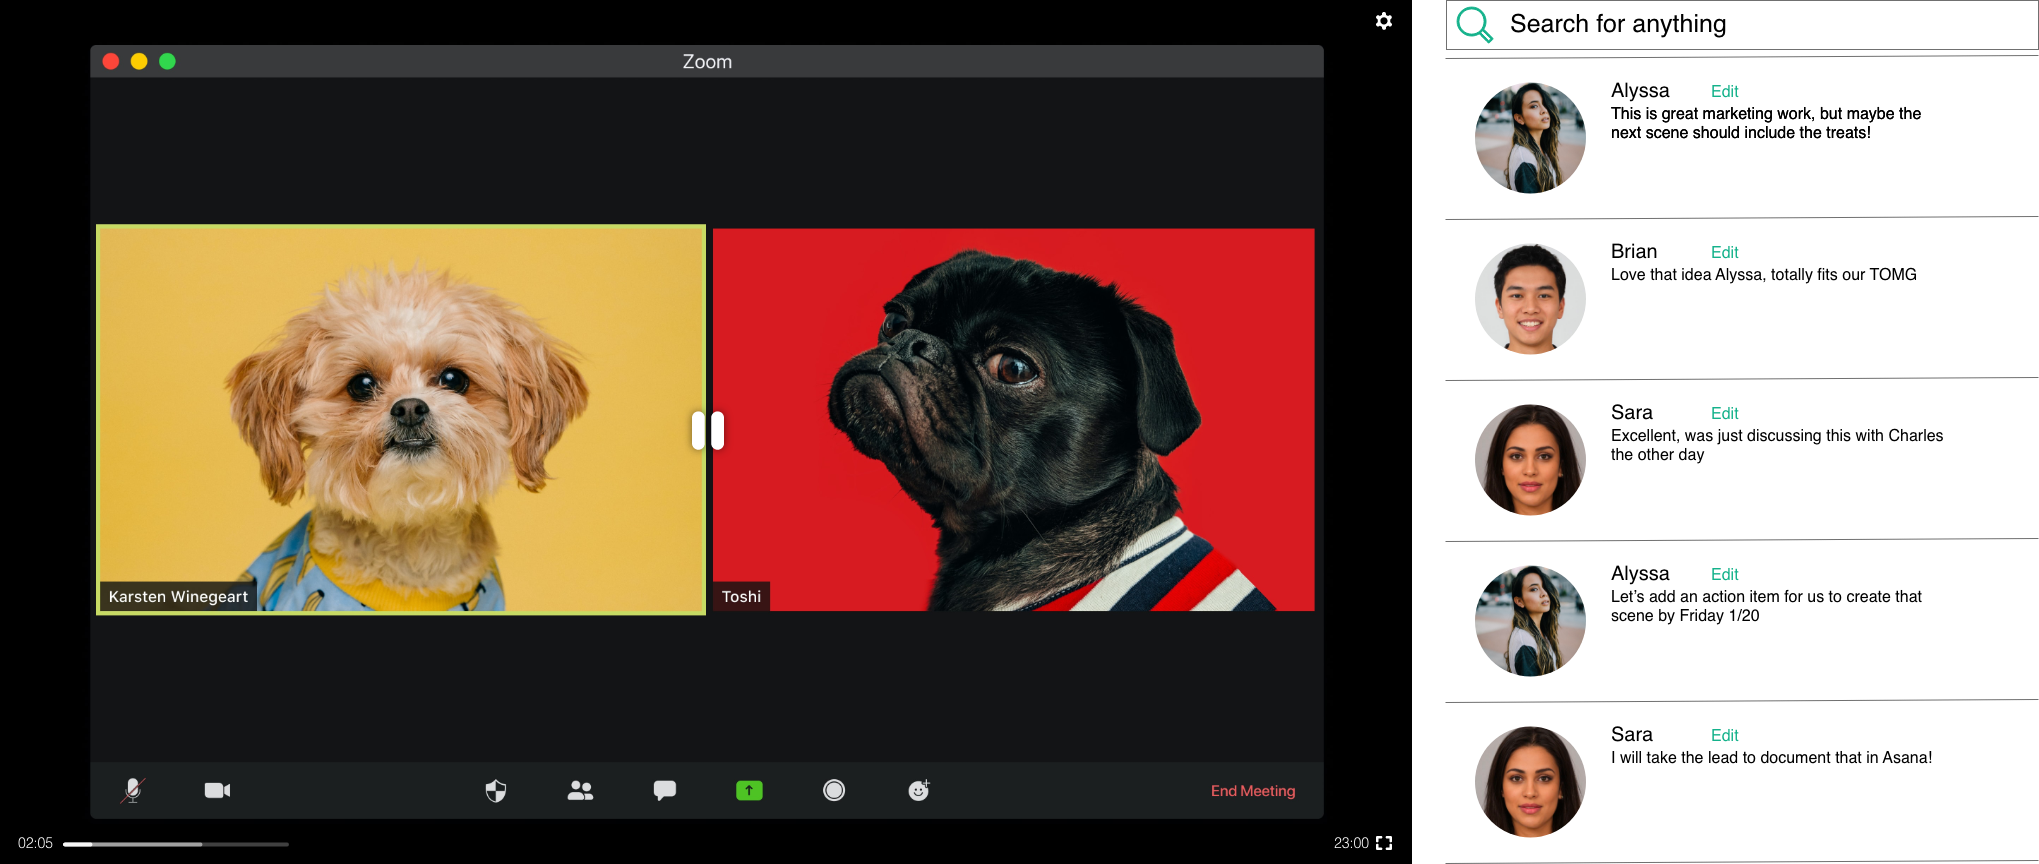 Zoom
Karsten Winegeart
Toshi
End Meeting
02:05
23:00
Search for anything
Alyssa Edit
This is great marketing work, but maybe the
next scene should include the treats!
Brian Edit
Love that idea Alyssa, totally fits our TOMG
Sara Edit
Excellent, was just discussing this with Charles
the other day
Alyssa Edit
Let's add an action item for us to create that
scene by Friday 1/20
Sara Edit
I will take the lead to document that in Asana!